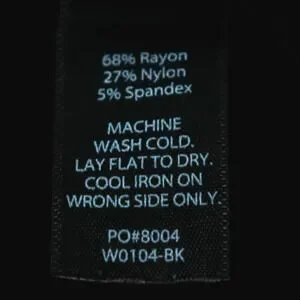 68% Rayon
27% Nylon
5% Spandex
MACHINE
WASH COLD.
LAY FLAT TO DRY.
COOL IRON ON
WRONG SIDE ONLY.
PO#8004
W0104-BK